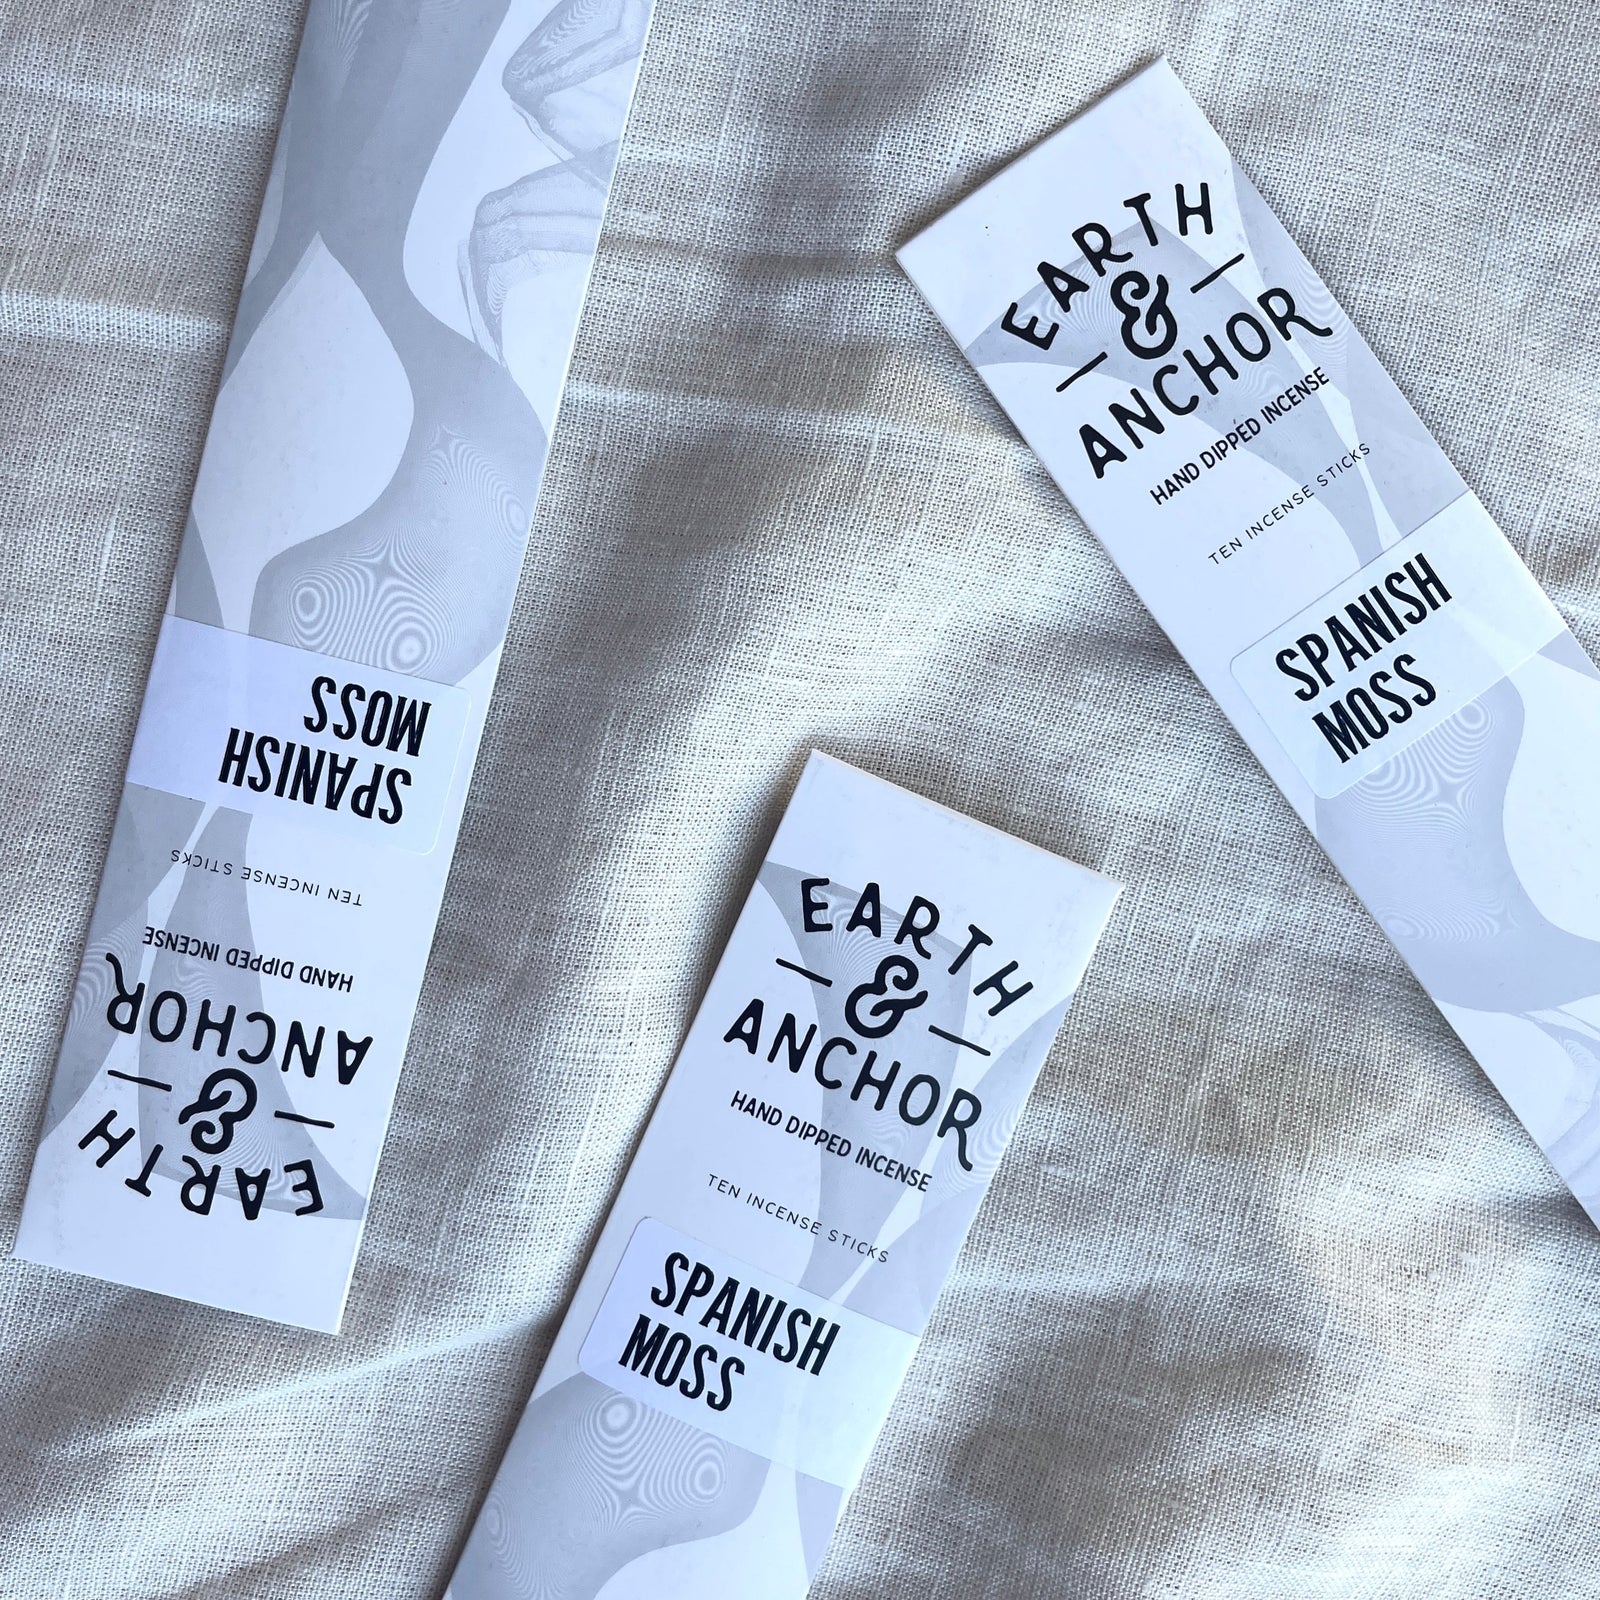 EARTH
&
ANCHOR
HAND DIPPED INCENSE
TEN INCENSE STICKS
SPANISH
MOSS
EARTH
&
ANCHOR
HAND DIPPED INCENSE
TEN INCENSE STICKS
SPANISH
MOSS
EARTH
&
ANCHOR
HAND DIPPED INCENSE
TEN INCENSE STICKS
SPANISH
MOSS